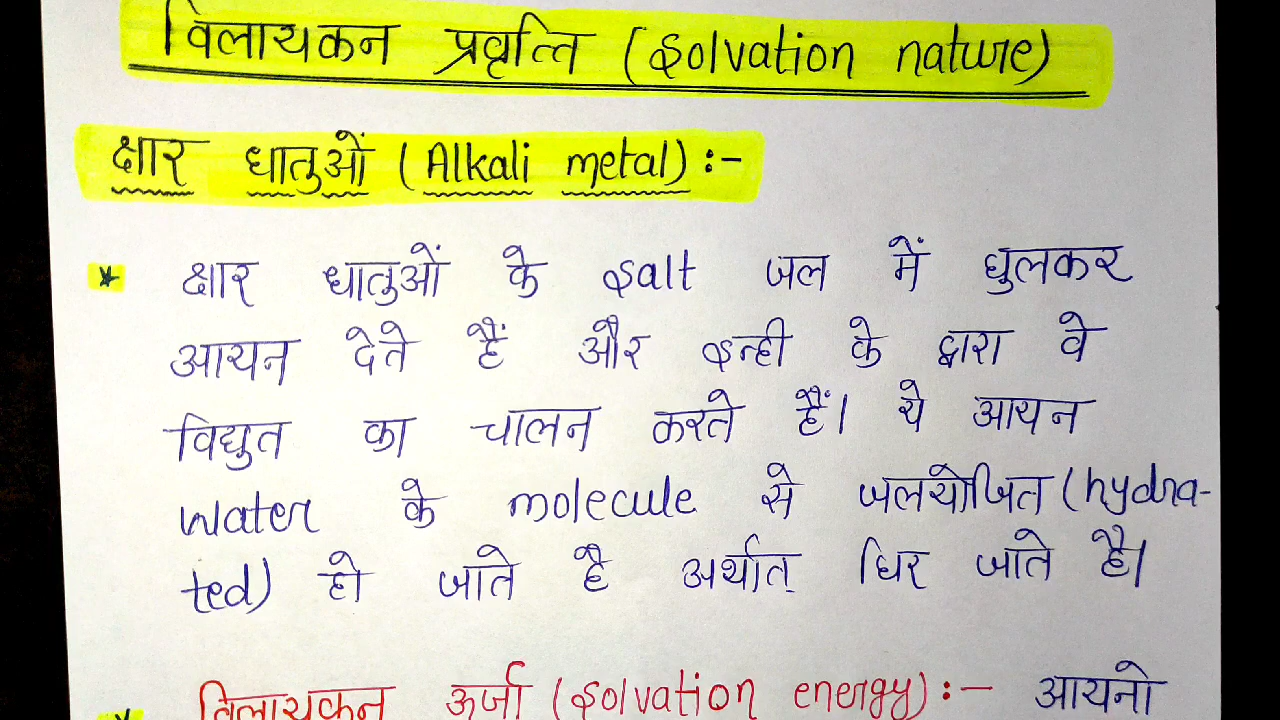 विलायकन प्रवृत्ति (Solvation nature)
क्षार धातुओं (Alkali metal) :-
* क्षार धातुओं के salt जल में घुलकर
आयन देते हैं और इन्ही के द्वारा वे
विद्युत का चालन करते हैं। ये आयन
water के molecule से जलयोजित (hydra-
ted) हो जाते है अर्थात् घिर जाते है।
* विलायकन ऊर्जा (Solvation energy) :- आयनो